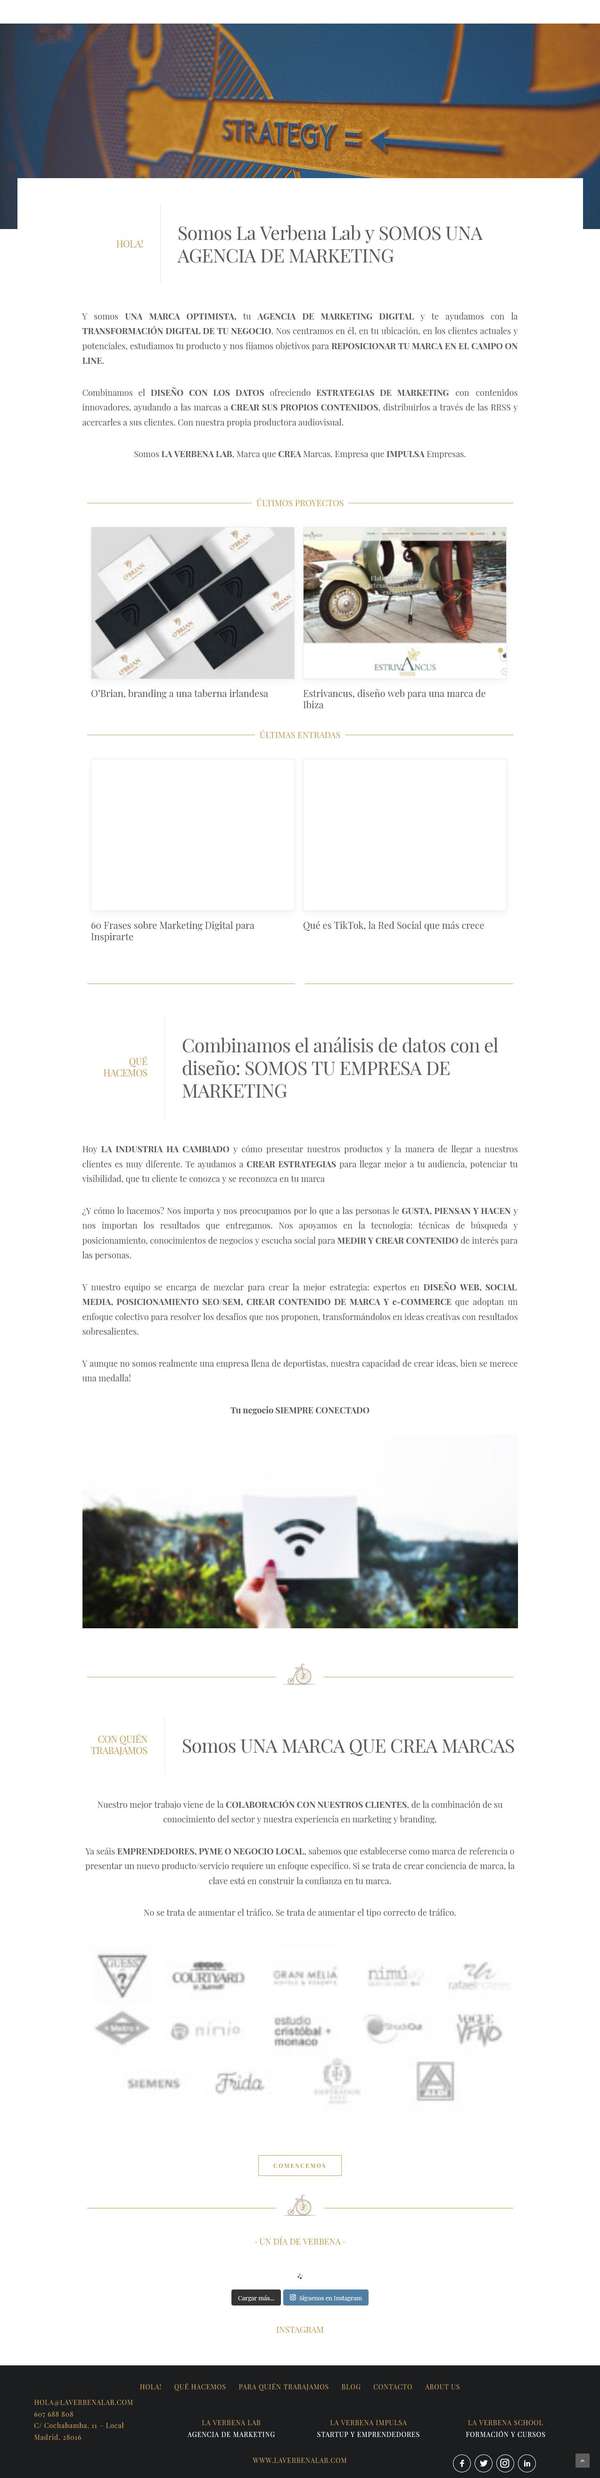 STRATEGY =
HOLA!
Somos La Verbena Lab y SOMOS UNA
AGENCIA DE MARKETING
Y somos UNA MARCA OPTIMISTA, tu AGENCIA DE MARKETING DIGITAL y te ayudamos con la
TRANSFORMACIÓN DIGITAL DE TU NEGOCIO. Nos centramos en él, en tu ubicación, en los clientes actuales y
potenciales, estudiamos tu producto y nos fijamos objetivos para REPOSICIONAR TU MARCA EN EL CAMPO ON
LINE.
Combinamos el DISEÑO CON LOS DATOS ofreciendo ESTRATEGIAS DE MARKETING con contenidos
innovadores, ayudando a las marcas a CREAR SUS PROPIOS CONTENIDOS, distribuirlos a través de las RRSS y
acercarles a sus clientes. Con nuestra propia productora audiovisual.
Somos LA VERBENA LAB, Marca que CREA Marcas. Empresa que IMPULSA Empresas.
ÚLTIMOS PROYECTOS
O'BRIAN
O'BRIAN
O'BRIAN
ESTRIVANCUS
O'Brian, branding a una taberna irlandesa
Estrivancus, diseño web para una marca de
Ibiza
ÚLTIMAS ENTRADAS
60 Frases sobre Marketing Digital para
Inspirarte
Qué es TikTok, la Red Social que más crece
QUÉ
HACEMOS
Combinamos el análisis de datos con el
diseño: SOMOS TU EMPRESA DE
MARKETING
Hoy LA INDUSTRIA HA CAMBIADO y cómo presentar nuestros productos y la manera de llegar a nuestros
clientes es muy diferente. Te ayudamos a CREAR ESTRATEGIAS para llegar mejor a tu audiencia, potenciar tu
visibilidad, que tu cliente te conozca y se reconozca en tu marca
¿Y cómo lo hacemos? Nos importa y nos preocupamos por lo que a las personas le GUSTA, PIENSAN Y HACEN y
nos importan los resultados que entregamos. Nos apoyamos en la tecnología: técnicas de búsqueda y
posicionamiento, conocimientos de negocios y escucha social para MEDIR Y CREAR CONTENIDO de interés para
las personas.
Y nuestro equipo se encarga de mezclar para crear la mejor estrategia: expertos en DISEÑO WEB, SOCIAL
MEDIA, POSICIONAMIENTO SEO/SEM, CREAR CONTENIDO DE MARCA Y e-COMMERCE que adoptan un
enfoque colectivo para resolver los desafíos que nos proponen, transformándolos en ideas creativas con resultados
sobresalientes.
Y aunque no somos realmente una empresa llena de deportistas, nuestra capacidad de crear ideas, bien se merece
una medalla!
Tu negocio SIEMPRE CONECTADO
CON QUIÉN
TRABAJAMOS
Somos UNA MARCA QUE CREA MARCAS
Nuestro mejor trabajo viene de la COLABORACIÓN CON NUESTROS CLIENTES, de la combinación de su
conocimiento del sector y nuestra experiencia en marketing y branding.
Ya seáis EMPRENDEDORES, PYME O NEGOCIO LOCAL, sabemos que establecerse como marca de referencia o
presentar un nuevo producto/servicio requiere un enfoque específico. Si se trata de crear conciencia de marca, la
clave está en construir la confianza en tu marca.
No se trata de aumentar el tráfico. Se trata de aumentar el tipo correcto de tráfico.
GUESS ?
COURTYARD
GRAN MELIÁ
nimú
rafael
Metro
ninio
estudio
cristóbal +
monaco
ShockOut
VOGUE
VFNO
SIEMENS
Frida
ALDI
COMENCEMOS
· UN DÍA DE VERBENA ·
Cargar más...
Síguenos en Instagram
INSTAGRAM
HOLA! QUÉ HACEMOS PARA QUIÉN TRABAJAMOS BLOG CONTACTO ABOUT US
HOLA@LAVERBENALAB.COM
607 688 808
C/ Cochabamba, 11 – Local
Madrid, 28016
LA VERBENA LAB
AGENCIA DE MARKETING
LA VERBENA IMPULSA
STARTUP Y EMPRENDEDORES
LA VERBENA SCHOOL
FORMACIÓN Y CURSOS
WWW.LAVERBENALAB.COM